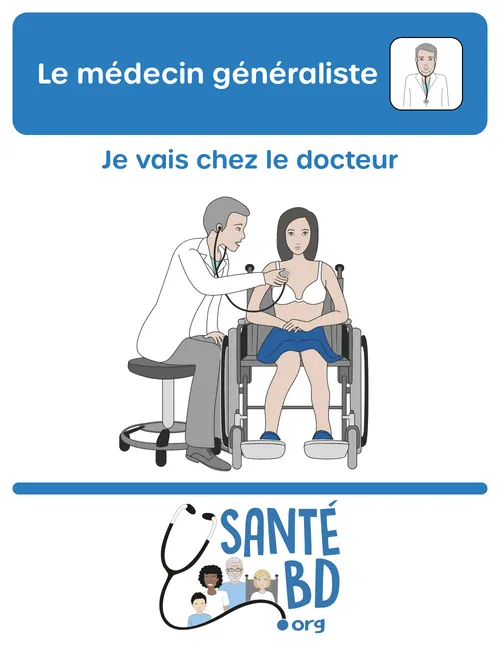 Le médecin généraliste
Je vais chez le docteur
SANTÉ
BD
.org